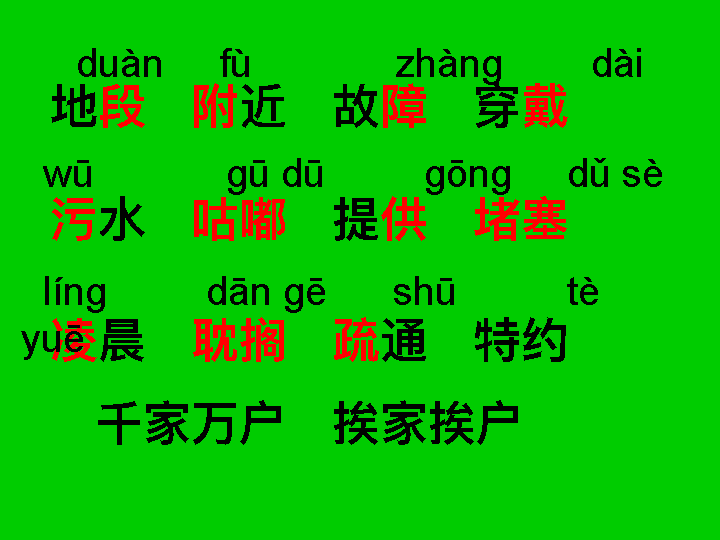 duàn fù zhàng dài
地段 附近 故障 穿戴
wū gū dū gōng dǔ sè
污水 咕嘟 提供 堵塞
líng dān gē shū tè
yuē
凌晨 耽搁 疏通 特约
千家万户 挨家挨户